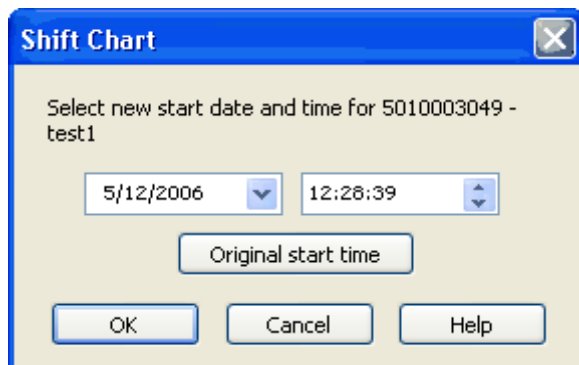 Shift Chart
Select new start date and time for 5010003049 -
test1
5/12/2006 12:28:39
Original start time
OK Cancel Help